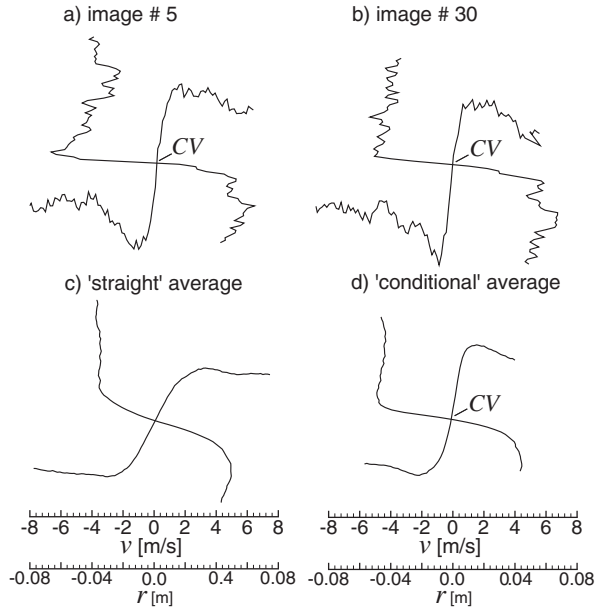 a) image # 5
b) image # 30
CV
CV
c) 'straight' average
d) 'conditional' average
CV
-8 -6 -4 -2 0 2 4 6 8
-8 -6 -4 -2 0 2 4 6 8
v [m/s]
v [m/s]
-0.08 -0.04 0.0 0.04 0.08
-0.08 -0.04 0.0 0.04 0.08
r [m]
r [m]